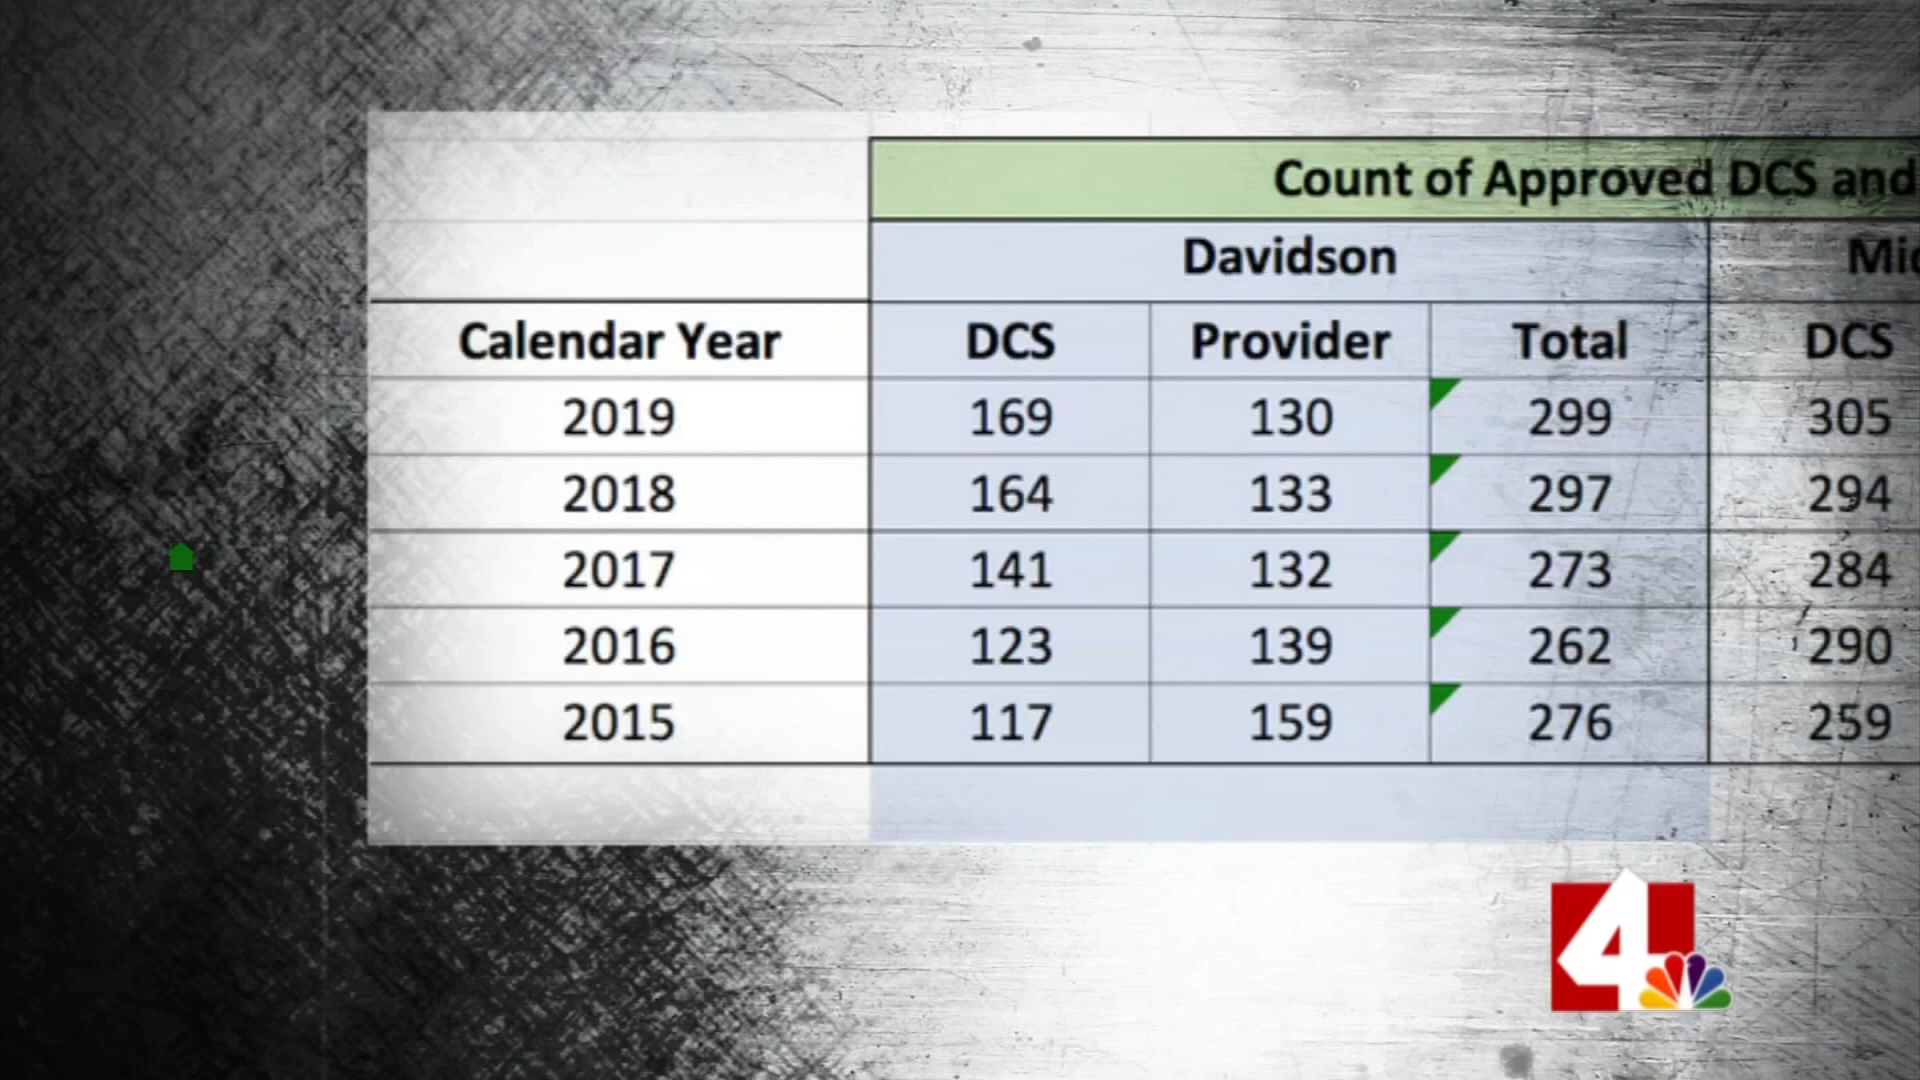 Count of Approved DCS and
Davidson
Calendar Year DCS Provider Total DCS
2019 169 130 299 305
2018 164 133 297 294
2017 141 132 273 284
2016 123 139 262 290
2015 117 159 276 259
4